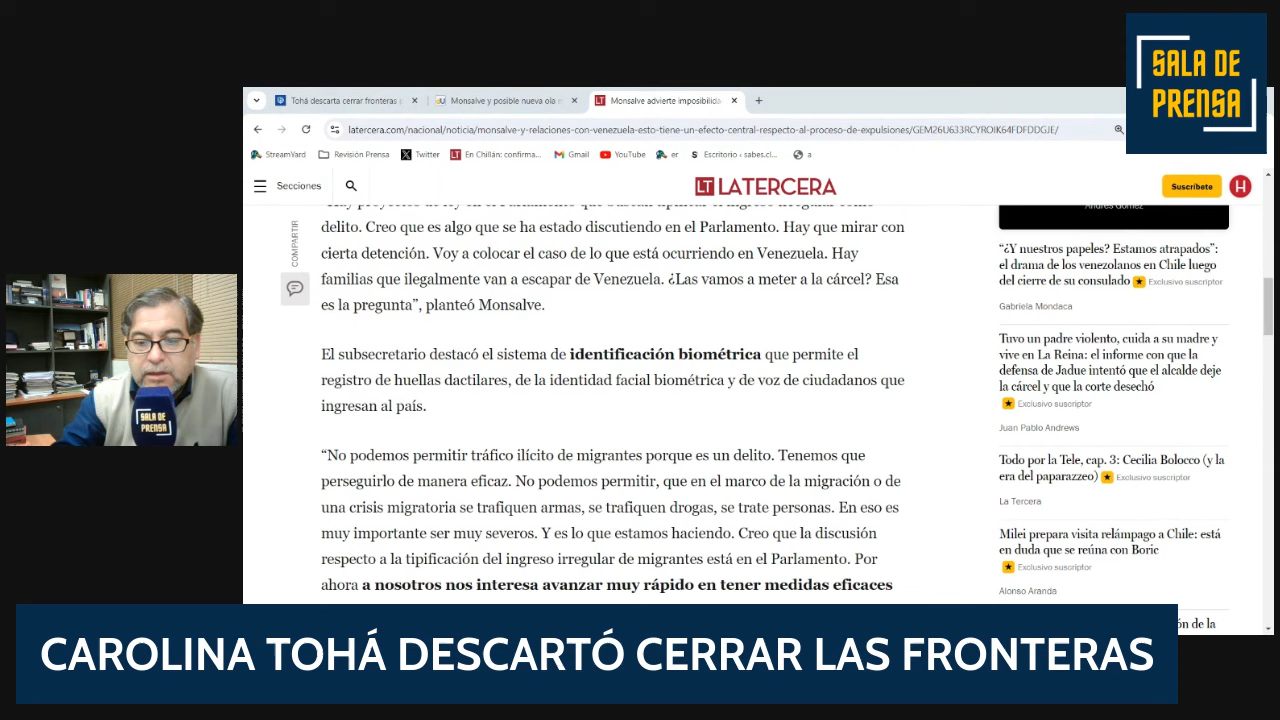 SALA DE
PRENSA
Tohá descarta cerrar fronteras
Monsalve y posible nueva ola m
Monsalve advierte imposibilida
latercera.com/nacional/noticia/monsalve-y-relaciones-con-venezuela-esto-tiene-un-efecto-central-respecto-al-proceso-de-expulsiones/GEM26U633RCYROIK64FDFDDGJE/
StreamYard
Revisión Prensa
Twitter
En Chillán: confirma...
Gmail
YouTube
er
Escritorio ‹ sabes.cl...
a
Secciones
LT LATERCERA
Suscríbete
H
COMPARTIR
delito. Creo que es algo que se ha estado discutiendo en el Parlamento. Hay que mirar con
cierta detención. Voy a colocar el caso de lo que está ocurriendo en Venezuela. Hay
familias que ilegalmente van a escapar de Venezuela. ¿Las vamos a meter a la cárcel? Esa
es la pregunta”, planteó Monsalve.
El subsecretario destacó el sistema de identificación biométrica que permite el
registro de huellas dactilares, de la identidad facial biométrica y de voz de ciudadanos que
ingresan al país.
“No podemos permitir tráfico ilícito de migrantes porque es un delito. Tenemos que
perseguirlo de manera eficaz. No podemos permitir, que en el marco de la migración o de
una crisis migratoria se trafiquen armas, se trafiquen drogas, se trate personas. En eso es
muy importante ser muy severos. Y es lo que estamos haciendo. Creo que la discusión
respecto a la tipificación del ingreso irregular de migrantes está en el Parlamento. Por
ahora a nosotros nos interesa avanzar muy rápido en tener medidas eficaces
Andrés Gómez
“¿Y nuestros papeles? Estamos atrapados”:
el drama de los venezolanos en Chile luego
del cierre de su consulado Exclusivo suscriptor
Gabriela Mondaca
Tuvo un padre violento, cuida a su madre y
vive en La Reina: el informe con que la
defensa de Jadue intentó que el alcalde deje
la cárcel y que la corte desechó
Exclusivo suscriptor
Juan Pablo Andrews
Todo por la Tele, cap. 3: Cecilia Bolocco (y la
era del paparazzeo) Exclusivo suscriptor
La Tercera
Milei prepara visita relámpago a Chile: está
en duda que se reúna con Boric
Exclusivo suscriptor
Alonso Aranda
ón de la
SALA DE
PRENSA
CAROLINA TOHÁ DESCARTÓ CERRAR LAS FRONTERAS